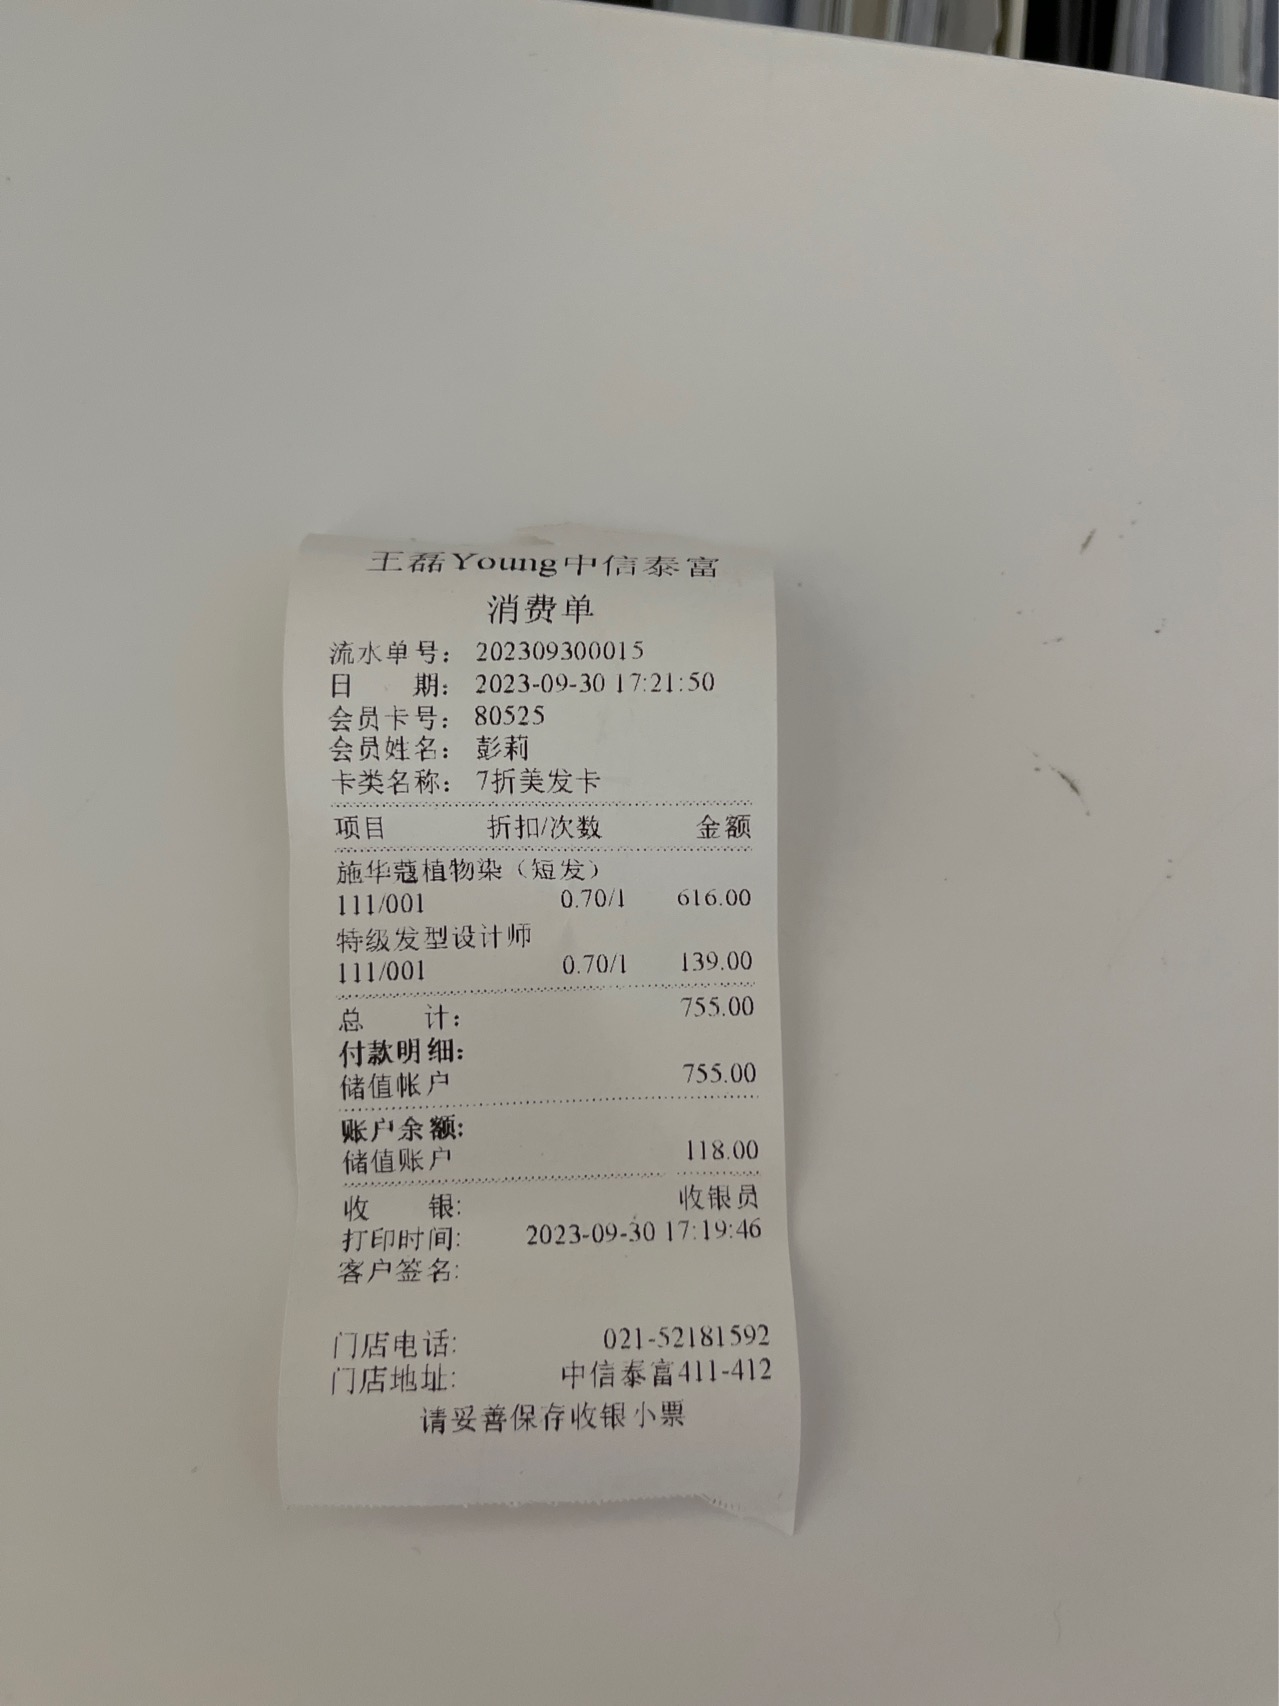 王磊Young中信泰富
消费单
流水单号： 202309300015
日 期： 2023-09-30 17:21:50
会员卡号： 80525
会员姓名： 彭莉
卡类名称： 7折美发卡
项目 折扣/次数 金额
施华蔻植物染（短发）
111/001 0.70/1 616.00
特级发型设计师
111/001 0.70/1 139.00
总 计： 755.00
付款明细：
储值帐户 755.00
账户余额:
储值账户 118.00
收 银: 收银员
打印时间: 2023-09-30 17:19:46
客户签名:
门店电话: 021-52181592
门店地址: 中信泰富411-412
请妥善保存收银小票